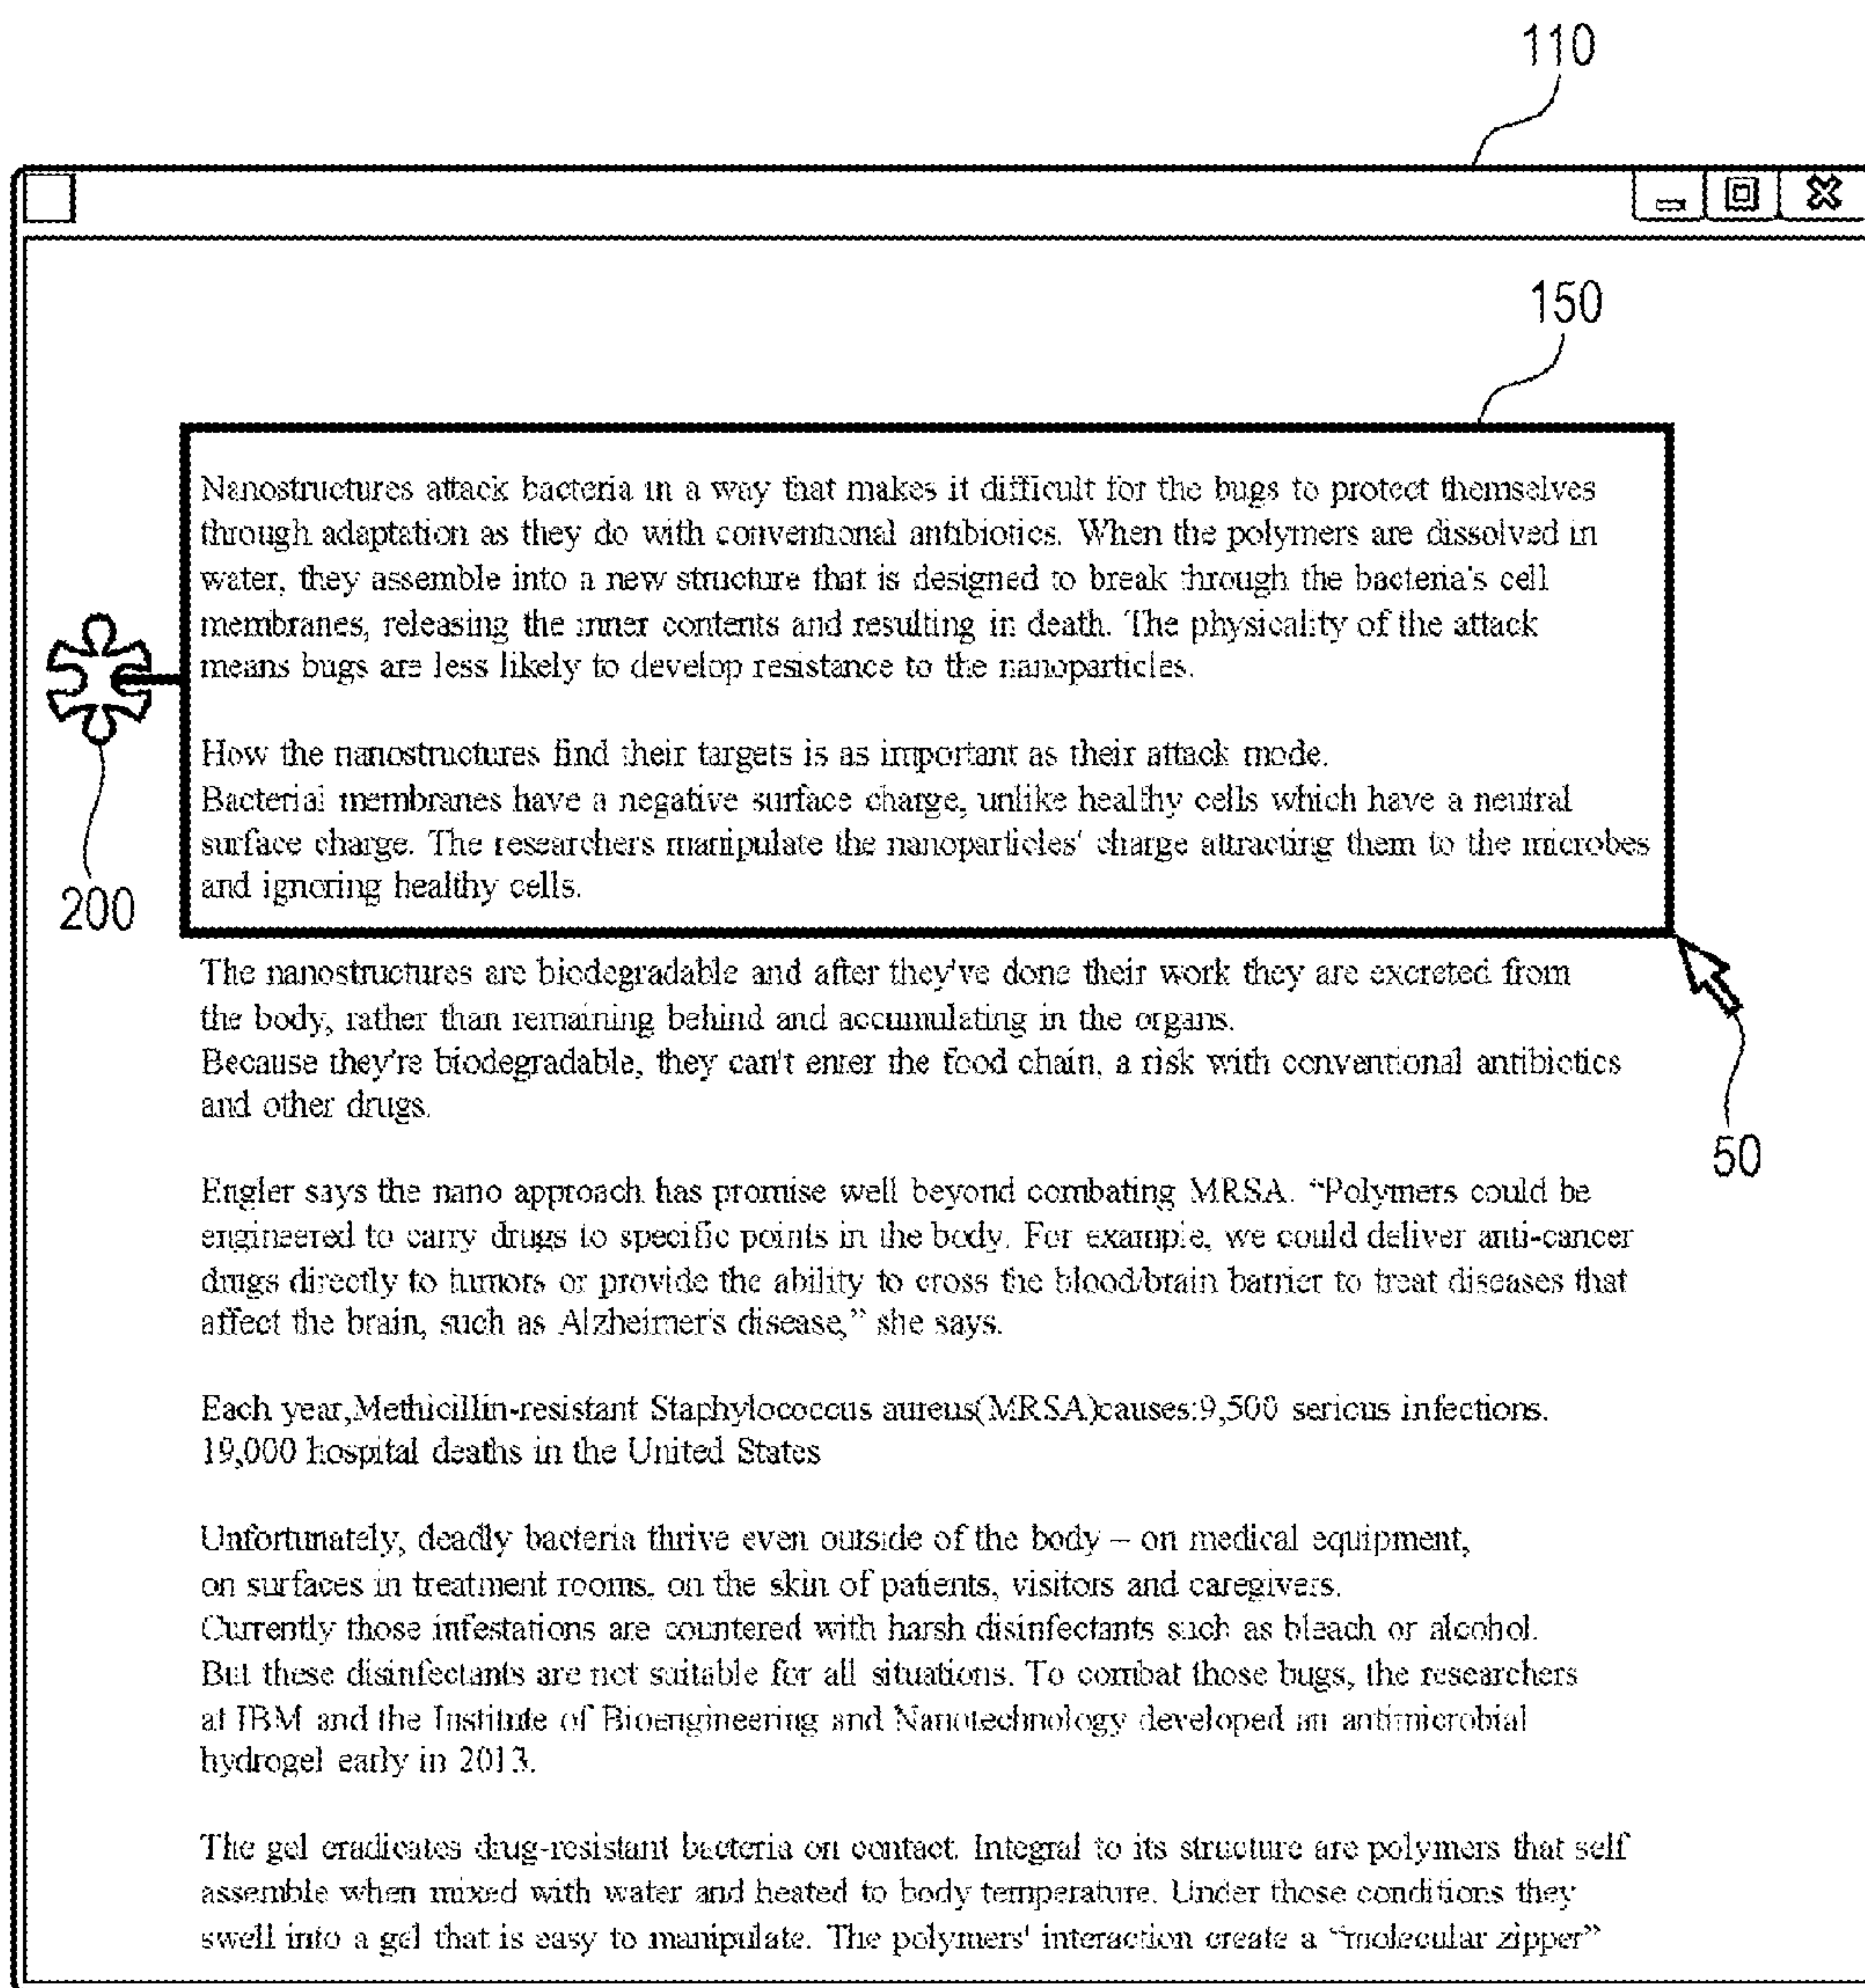 110
150
Nanostructures attack bacteria in a way that makes it difficult for the bugs to protect themselves
through adaptation as they do with conventional antibiotics. When the polymers are dissolved in
water, they assemble into a new structure that is designed to break through the bacteria's cell
membranes, releasing the inner contents and resulting in death. The physicality of the attack
means bugs are less likely to develop resistance to the nanoparticles.
How the nanostructures find their targets is as important as their attack mode.
Bacterial membranes have a negative surface charge, unlike healthy cells which have a neutral
surface charge. The researchers manipulate the nanoparticles' charge attracting them to the microbes
and ignoring healthy cells.
200
The nanostructures are biodegradable and after they've done their work they are excreted from
the body, rather than remaining behind and accumulating in the organs.
Because they're biodegradable, they can't enter the food chain, a risk with conventional antibiotics
and other drugs.
50
Engler says the nano approach has promise well beyond combating MRSA. “Polymers could be
engineered to carry drugs to specific points in the body. For example, we could deliver anti-cancer
drugs directly to tumors or provide the ability to cross the blood/brain barrier to treat diseases that
affect the brain, such as Alzheimer's disease,” she says.
Each year,Methicillin-resistant Staphylococcus aureus(MRSA)causes:9,500 serious infections.
19,000 hospital deaths in the United States
Unfortunately, deadly bacteria thrive even outside of the body – on medical equipment,
on surfaces in treatment rooms, on the skin of patients, visitors and caregivers.
Currently those infestations are countered with harsh disinfectants such as bleach or alcohol.
But these disinfectants are not suitable for all situations. To combat those bugs, the researchers
at IBM and the Institute of Bioengineering and Nanotechnology developed an antimicrobial
hydrogel early in 2013.
The gel eradicates drug-resistant bacteria on contact. Integral to its structure are polymers that self
assemble when mixed with water and heated to body temperature. Under those conditions they
swell into a gel that is easy to manipulate. The polymers' interaction create a “molecular zipper”